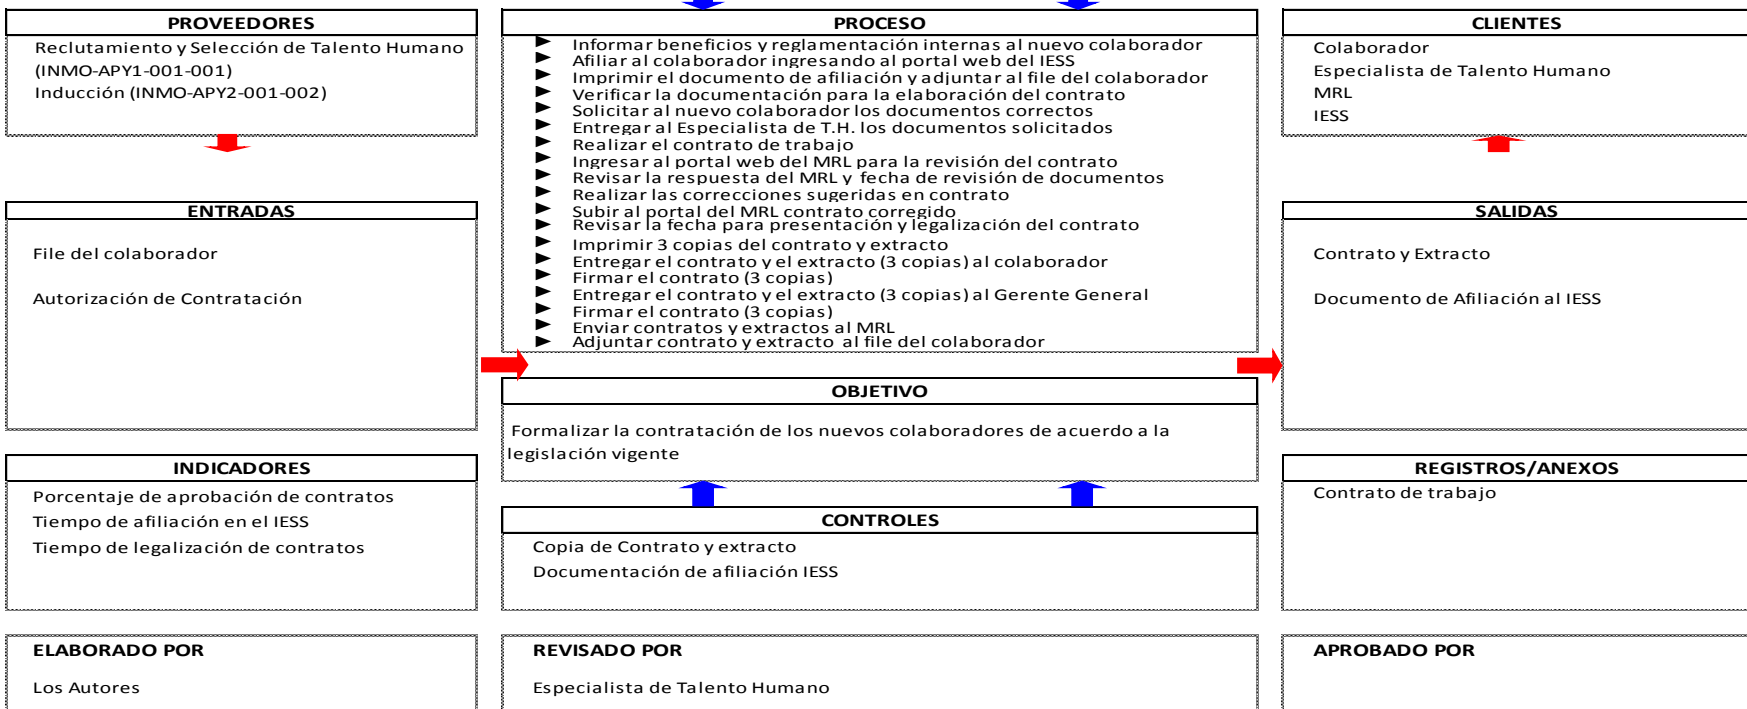 PROVEEDORES
Reclutamiento y Selección de Talento Humano
(INMO-APY1-001-001)
Inducción (INMO-APY2-001-002)
PROCESO
Informar beneficios y reglamentación internas al nuevo colaborador
Afiliar al colaborador ingresando al portal web del IESS
Imprimir el documento de afiliación y adjuntar al file del colaborador
Verificar la documentación para la elaboración del contrato
Solicitar al nuevo colaborador los documentos correctos
Entregar al Especialista de T.H. los documentos solicitados
Realizar el contrato de trabajo
Ingresar al portal web del MRL para la revisión del contrato
Revisar la respuesta del MRL y fecha de revisión de documentos
Realizar las correcciones sugeridas en contrato
Subir al portal del MRL contrato corregido
Revisar la fecha para presentación y legalización del contrato
Imprimir 3 copias del contrato y extracto
Entregar el contrato y el extracto (3 copias) al colaborador
Firmar el contrato (3 copias)
Entregar el contrato y el extracto (3 copias) al Gerente General
Firmar el contrato (3 copias)
Enviar contratos y extractos al MRL
Adjuntar contrato y extracto al file del colaborador
CLIENTES
Colaborador
Especialista de Talento Humano
MRL
IESS
ENTRADAS
File del colaborador
Autorización de Contratación
SALIDAS
Contrato y Extracto
Documento de Afiliación al IESS
OBJETIVO
Formalizar la contratación de los nuevos colaboradores de acuerdo a la
legislación vigente
INDICADORES
Porcentaje de aprobación de contratos
Tiempo de afiliación en el IESS
Tiempo de legalización de contratos
CONTROLES
Copia de Contrato y extracto
Documentación de afiliación IESS
REGISTROS/ANEXOS
Contrato de trabajo
ELABORADO POR
Los Autores
REVISADO POR
Especialista de Talento Humano
APROBADO POR